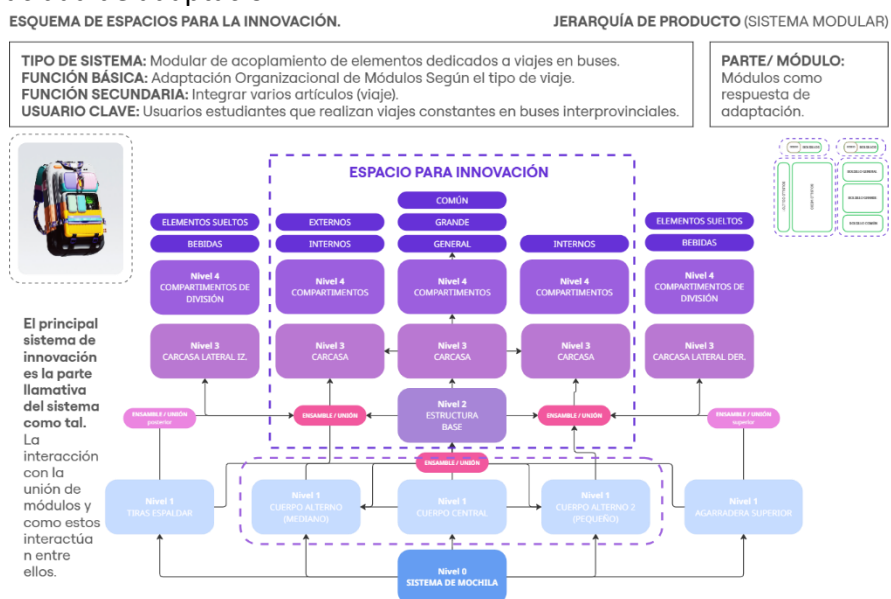 ESQUEMA DE ESPACIOS PARA LA INNOVACIÓN.
JERARQUÍA DE PRODUCTO (SISTEMA MODULAR)
TIPO DE SISTEMA: Modular de acoplamiento de elementos dedicados a viajes en buses.
FUNCIÓN BÁSICA: Adaptación Organizacional de Módulos Según el tipo de viaje.
FUNCIÓN SECUNDARIA: Integrar varios artículos (viaje).
USUARIO CLAVE: Usuarios estudiantes que realizan viajes constantes en buses interprovinciales.
PARTE/ MÓDULO:
Módulos como
respuesta de
adaptación.
ESPACIO PARA INNOVACIÓN
COMÚN
ELEMENTOS SUELTOS
EXTERNOS
GRANDE
ELEMENTOS SUELTOS
BEBIDAS
INTERNOS
GENERAL
INTERNOS
BEBIDAS
Nivel 4
COMPARTIMENTOS DE
DIVISIÓN
Nivel 4
COMPARTIMENTOS
Nivel 4
COMPARTIMENTOS
Nivel 4
COMPARTIMENTOS
Nivel 4
COMPARTIMENTOS DE
DIVISIÓN
El principal
sistema de
innovación
es la parte
llamativa
del sistema
como tal.
La
interacción
con la
unión de
módulos y
como estos
interactúa
n entre
ellos.
Nivel 3
CARCASA LATERAL IZ.
Nivel 3
CARCASA
Nivel 3
CARCASA
Nivel 3
CARCASA
Nivel 3
CARCASA LATERAL DER.
Nivel 2
ESTRUCTURA
BASE
ENSAMBLE / UNIÓN
posterior
ENSAMBLE / UNIÓN
ENSAMBLE / UNIÓN
ENSAMBLE / UNIÓN
superior
ENSAMBLE / UNIÓN
Nivel 1
TIRAS ESPALDAR
Nivel 1
CUERPO ALTERNO
(MEDIANO)
Nivel 1
CUERPO CENTRAL
Nivel 1
CUERPO ALTERNO 2
(PEQUEÑO)
Nivel 1
AGARRADERA SUPERIOR
Nivel 0
SISTEMA DE MOCHILA